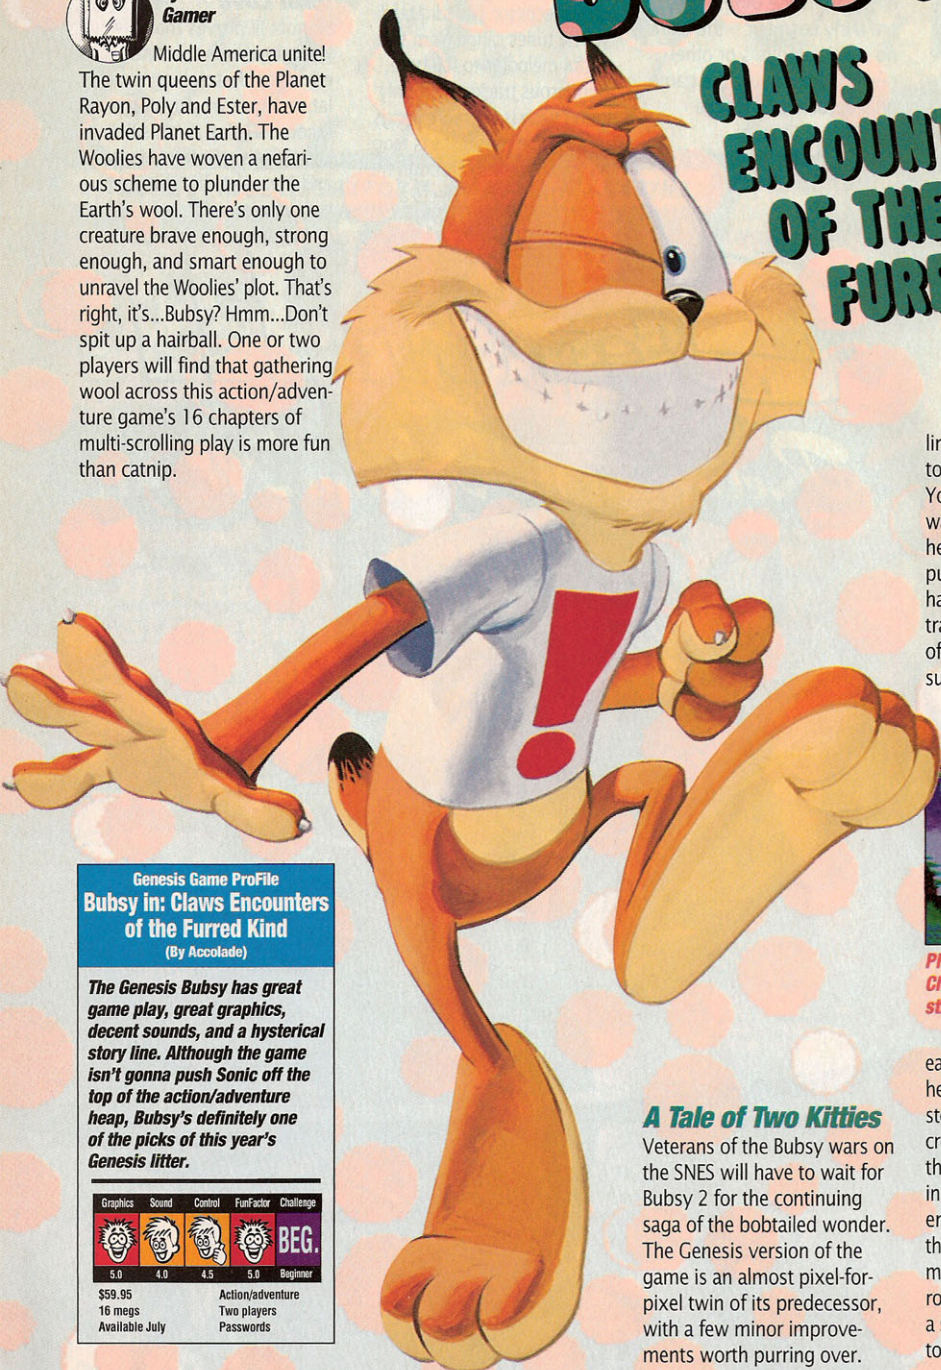 Gamer
Middle America unite!
The twin queens of the Planet
Rayon, Poly and Ester, have
invaded Planet Earth. The
Woolies have woven a nefari-
ous scheme to plunder the
Earth's wool. There's only one
creature brave enough, strong
enough, and smart enough to
unravel the Woolies' plot. That's
right, it's...Bubsy? Hmm...Don't
spit up a hairball. One or two
players will find that gathering
wool across this action/adven-
ture game's 16 chapters of
multi-scrolling play is more fun
than catnip.
CLAWS
ENCOUN
OF THE
FUR
!
Genesis Game ProFile
Bubsy in: Claws Encounters
of the Furred Kind
(By Accolade)
The Genesis Bubsy has great
game play, great graphics,
decent sounds, and a hysterical
story line. Although the game
isn't gonna push Sonic off the
top of the action/adventure
heap, Bubsy's definitely one
of the picks of this year's
Genesis litter.
Graphics Sound Control FunFactor Challenge
BEG.
5.0 4.0 4.5 5.0 Beginner
$59.95 Action/adventure
16 megs Two players
Available July Passwords
A Tale of Two Kitties
Veterans of the Bubsy wars on
the SNES will have to wait for
Bubsy 2 for the continuing
saga of the bobtailed wonder.
The Genesis version of the
game is an almost pixel-for-
pixel twin of its predecessor,
with a few minor improve-
ments worth purring over.